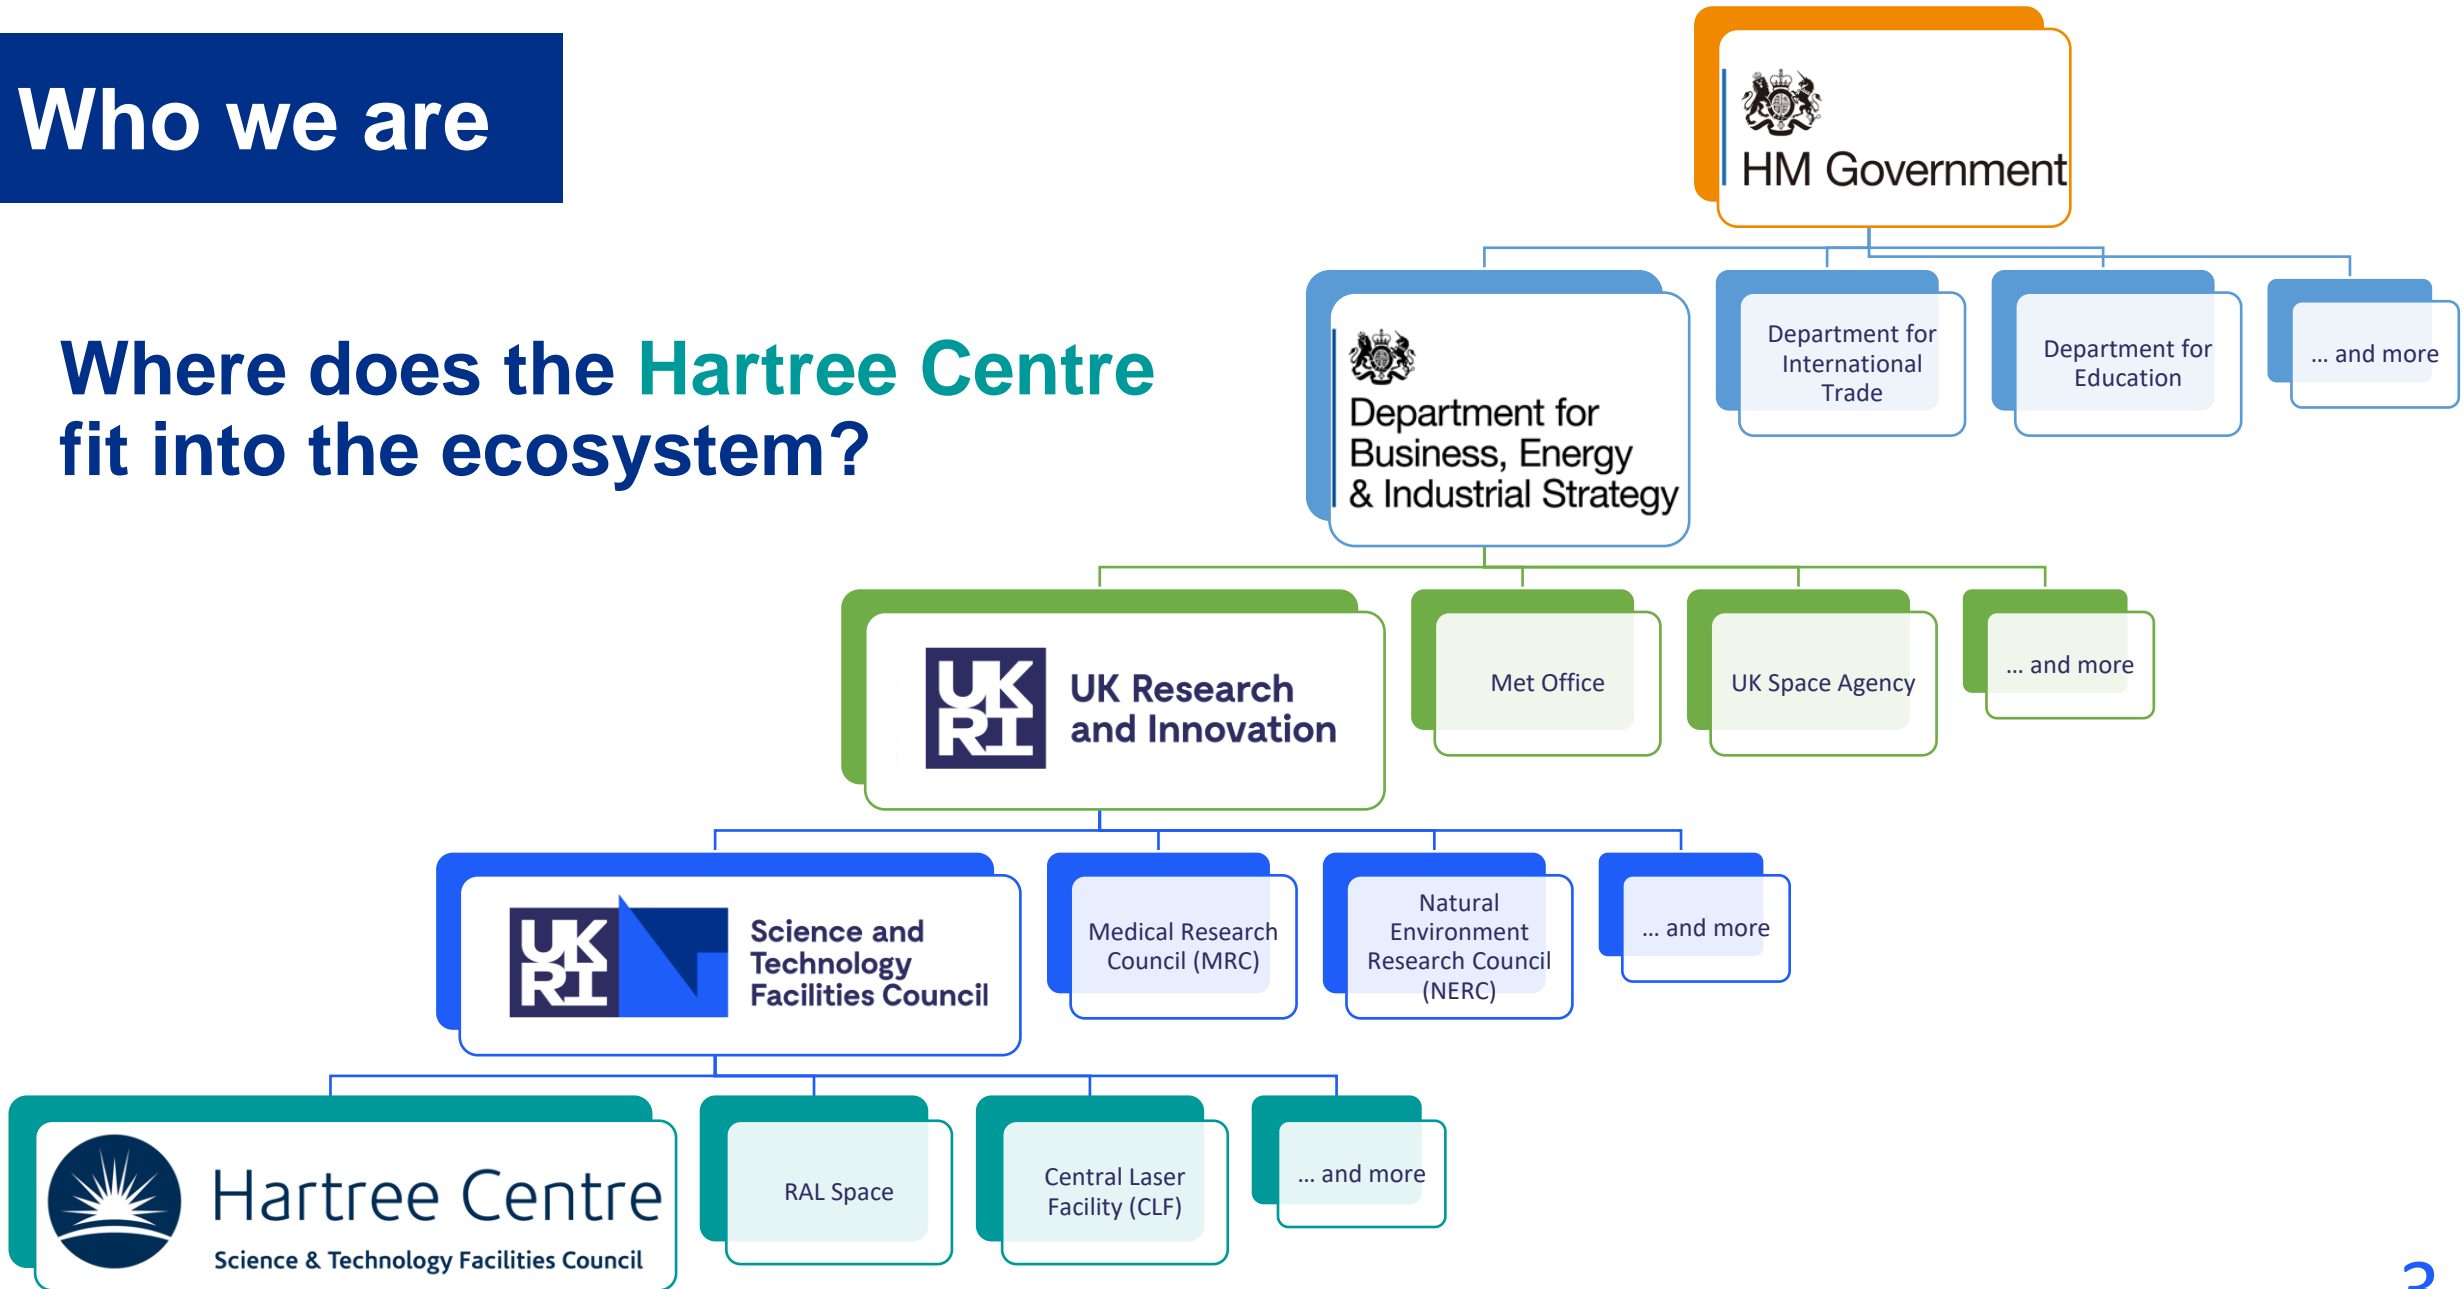 Who we are
Where does the Hartree Centre
fit into the ecosystem?
HM Government
Department for
Business, Energy
& Industrial Strategy
Department for
International
Trade
Department for
Education
... and more
UK
RI
UK Research
and Innovation
Met Office
UK Space Agency
... and more
UK
RI
Science and
Technology
Facilities Council
Medical Research
Council (MRC)
Natural
Environment
Research Council
(NERC)
... and more
Hartree Centre
Science & Technology Facilities Council
RAL Space
Central Laser
Facility (CLF)
... and more
3